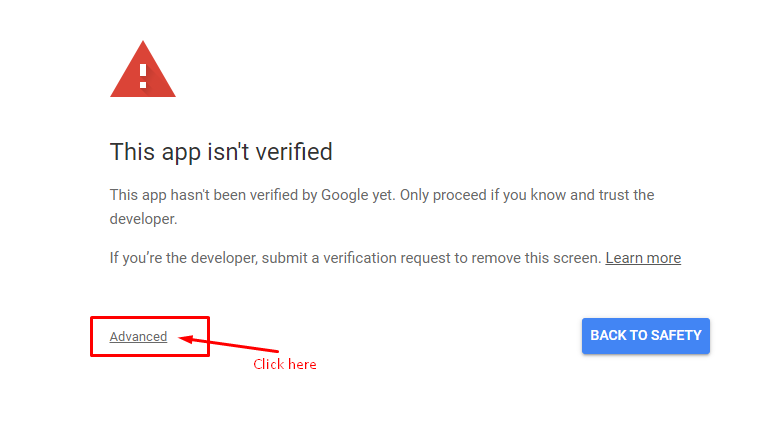 This app isn't verified
This app hasn't been verified by Google yet. Only proceed if you know and trust the
developer.
If you’re the developer, submit a verification request to remove this screen. Learn more
Advanced
BACK TO SAFETY
Click here